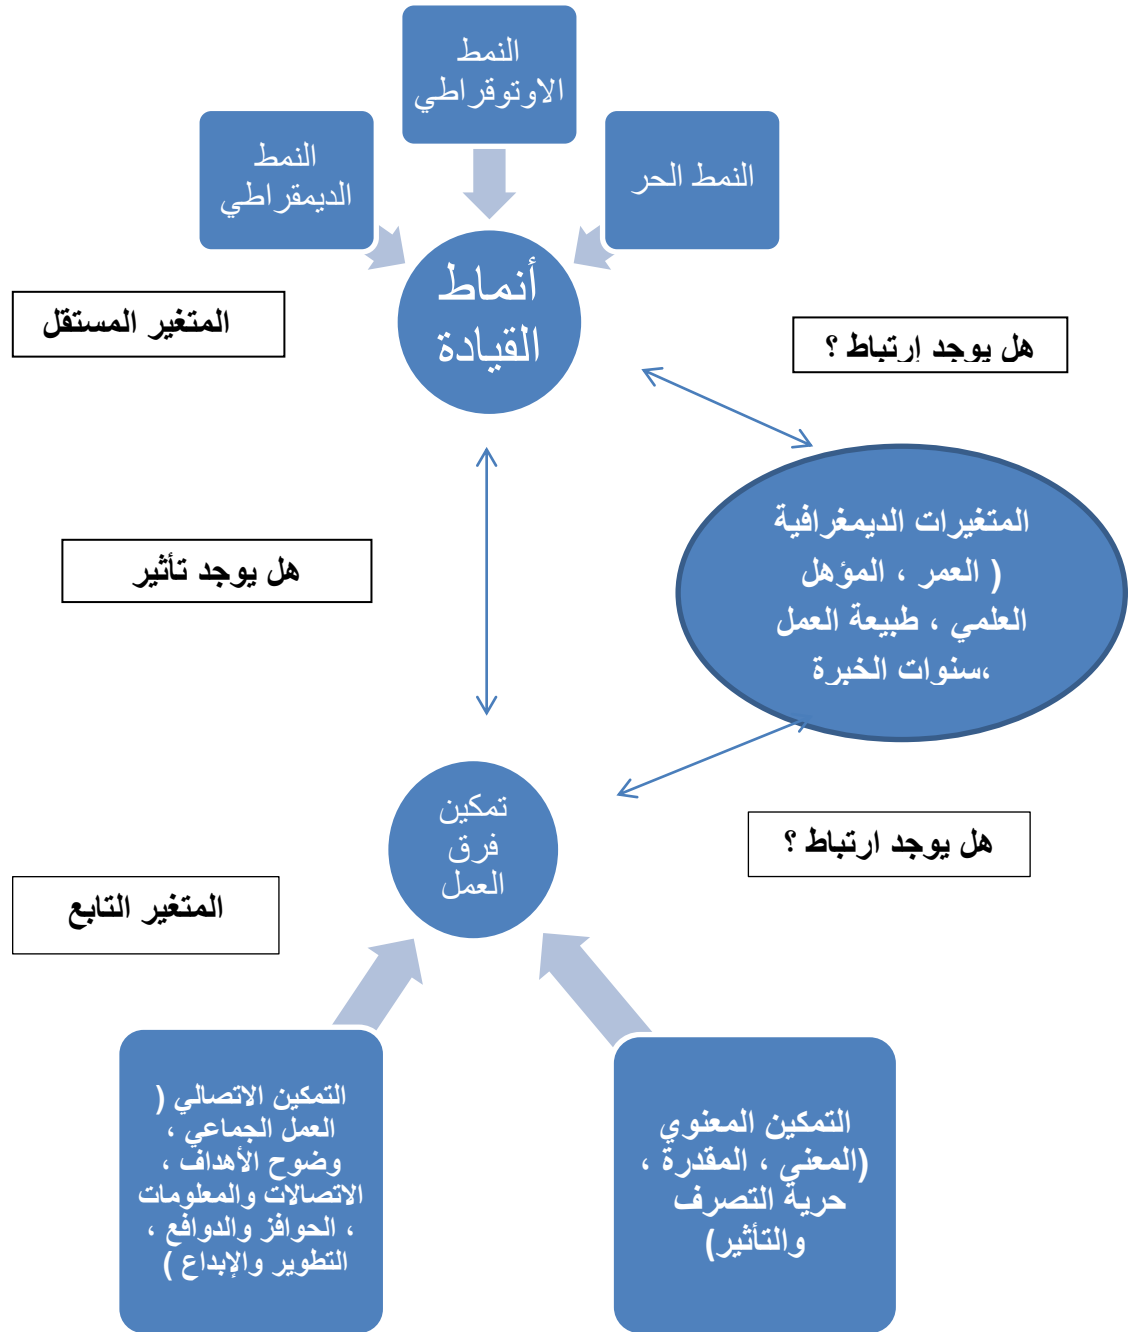 النمط
الاوتوقراطي
النمط
الديمقراطي
النمط الحر
أنماط
القيادة
المتغير المستقل
هل يوجد إرتباط ؟
المتغيرات الديمغرافية
( العمر ، المؤهل
العلمي ، طبيعة العمل
،سنوات الخبرة
هل يوجد تأثير
تمكين
فرق
العمل
هل يوجد ارتباط ؟
المتغير التابع
التمكين الاتصالي (
العمل الجماعي ،
وضوح الأهداف ،
الاتصالات والمعلومات
، الحوافز والدوافع ،
التطوير والإبداع )
التمكين المعنوي
(المعني ، المقدرة ،
حرية التصرف
والتأثير)